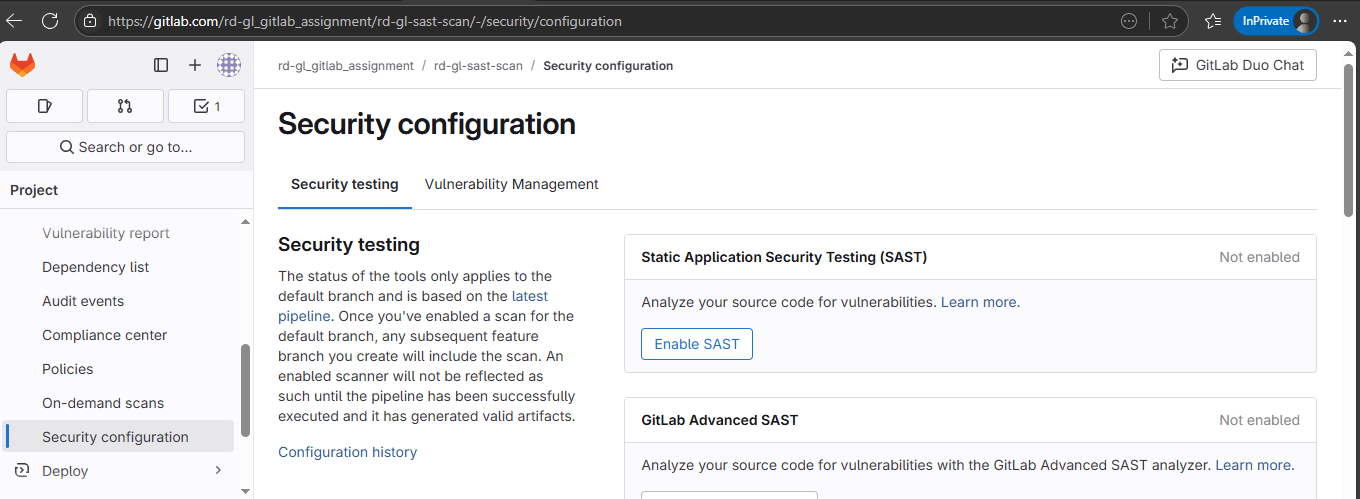 https://gitlab.com/rd-gl_gitlab_assignment/rd-gl-sast-scan/-/security/configuration
InPrivate
rd-gl_gitlab_assignment / rd-gl-sast-scan / Security configuration
GitLab Duo Chat
1
Search or go to...
Project
Vulnerability report
Dependency list
Audit events
Compliance center
Policies
On-demand scans
Security configuration
Deploy
Security configuration
Security testing
Vulnerability Management
Security testing
The status of the tools only applies to the
default branch and is based on the latest
pipeline. Once you've enabled a scan for the
default branch, any subsequent feature
branch you create will include the scan. An
enabled scanner will not be reflected as
such until the pipeline has been successfully
executed and it has generated valid artifacts.
Configuration history
Static Application Security Testing (SAST)
Not enabled
Analyze your source code for vulnerabilities. Learn more.
Enable SAST
GitLab Advanced SAST
Not enabled
Analyze your source code for vulnerabilities with the GitLab Advanced SAST analyzer. Learn more.